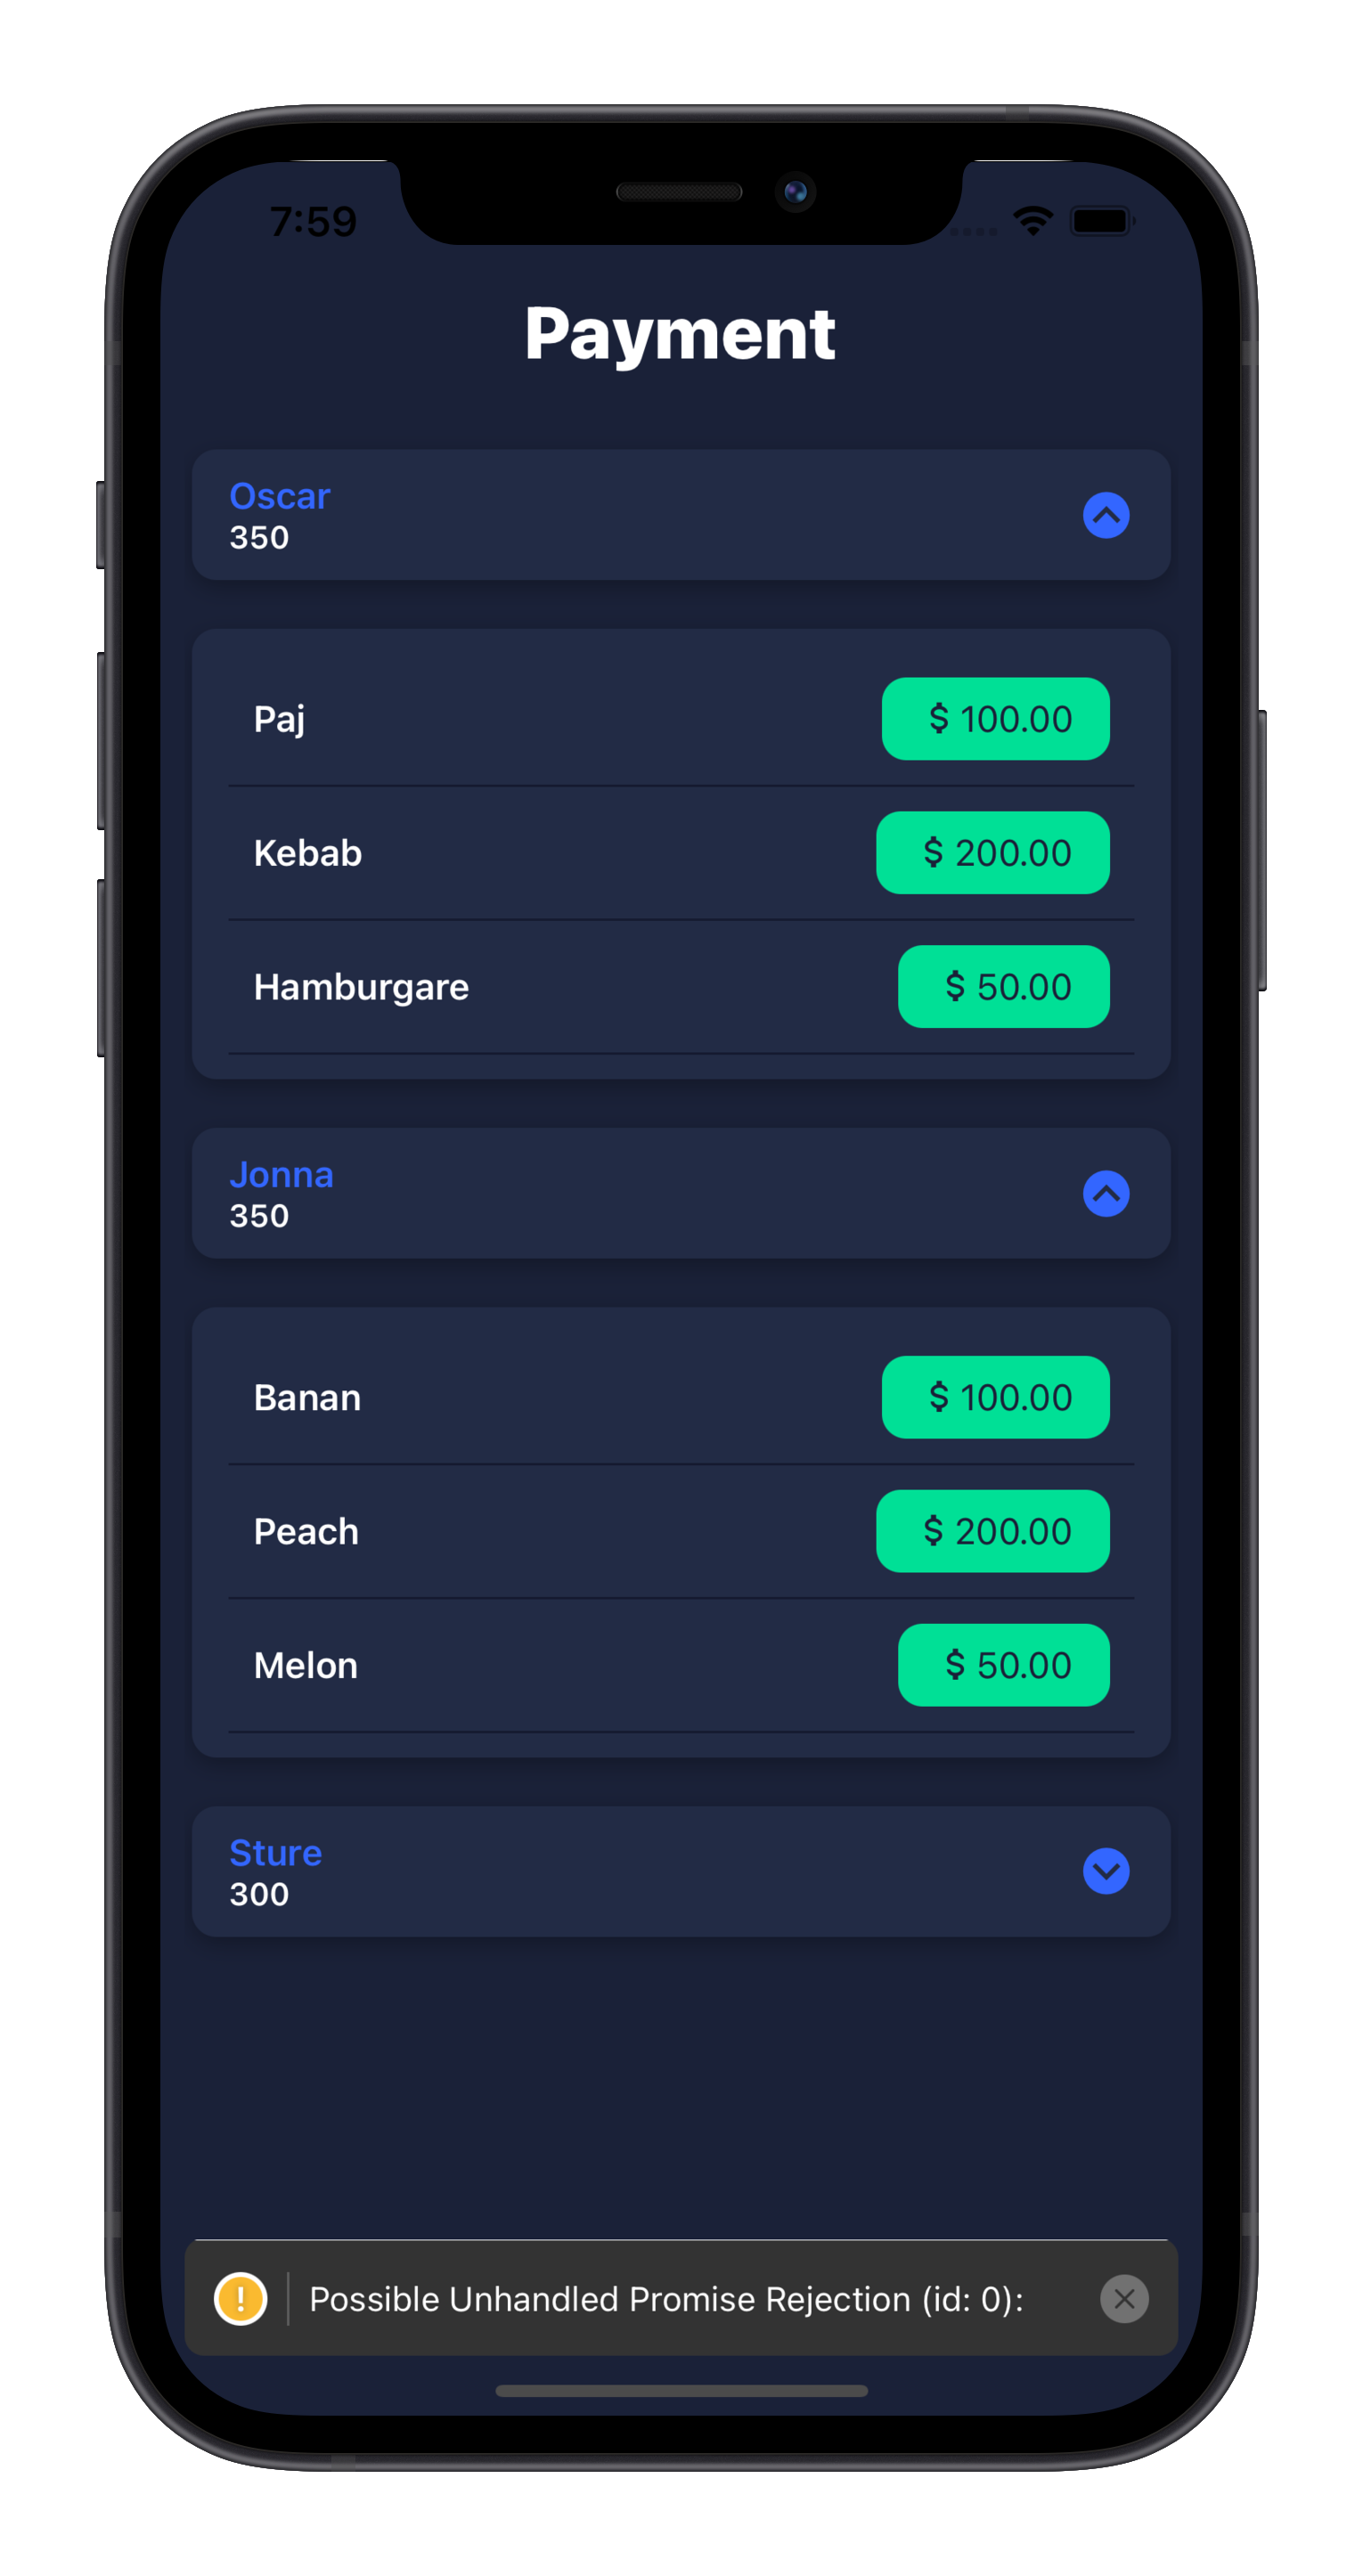 7:59
Payment
Oscar
350
Paj
$ 100.00
Kebab
$ 200.00
Hamburgare
$ 50.00
Jonna
350
Banan
$ 100.00
Peach
$ 200.00
Melon
$ 50.00
Sture
300
! Possible Unhandled Promise Rejection (id: 0):